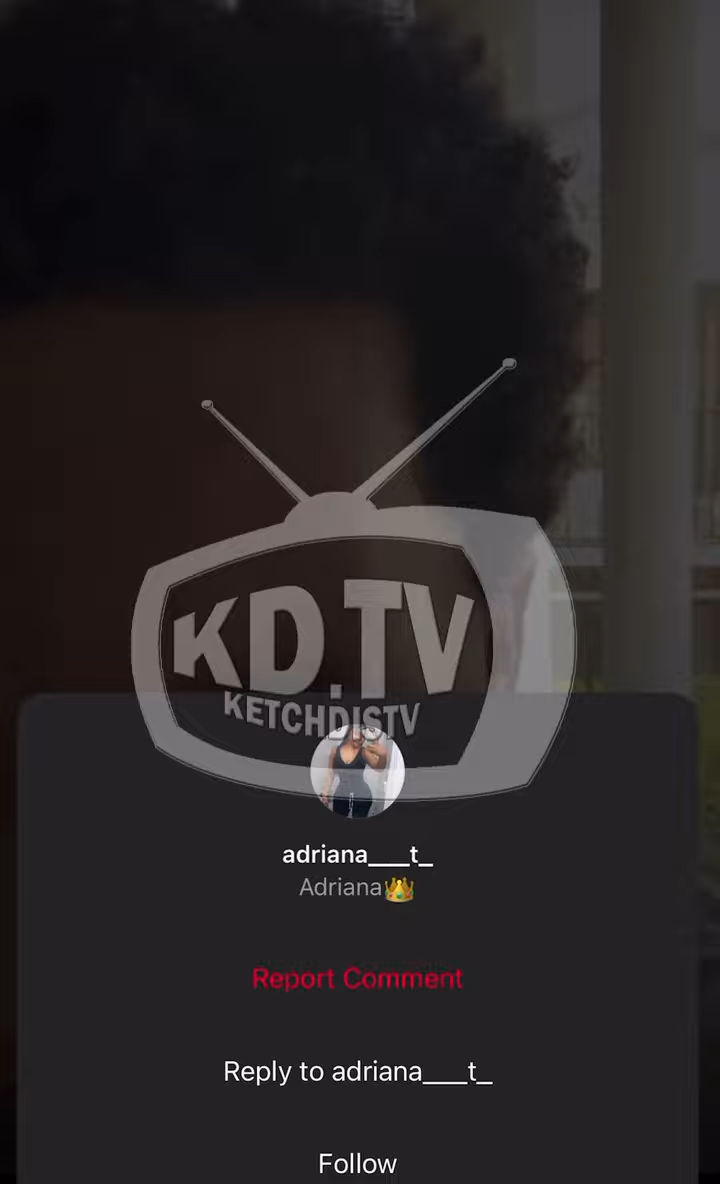 KD.TV
KETCHDISTV
adriana___t_
Adriana👑
Report Comment
Reply to adriana___t_
Follow